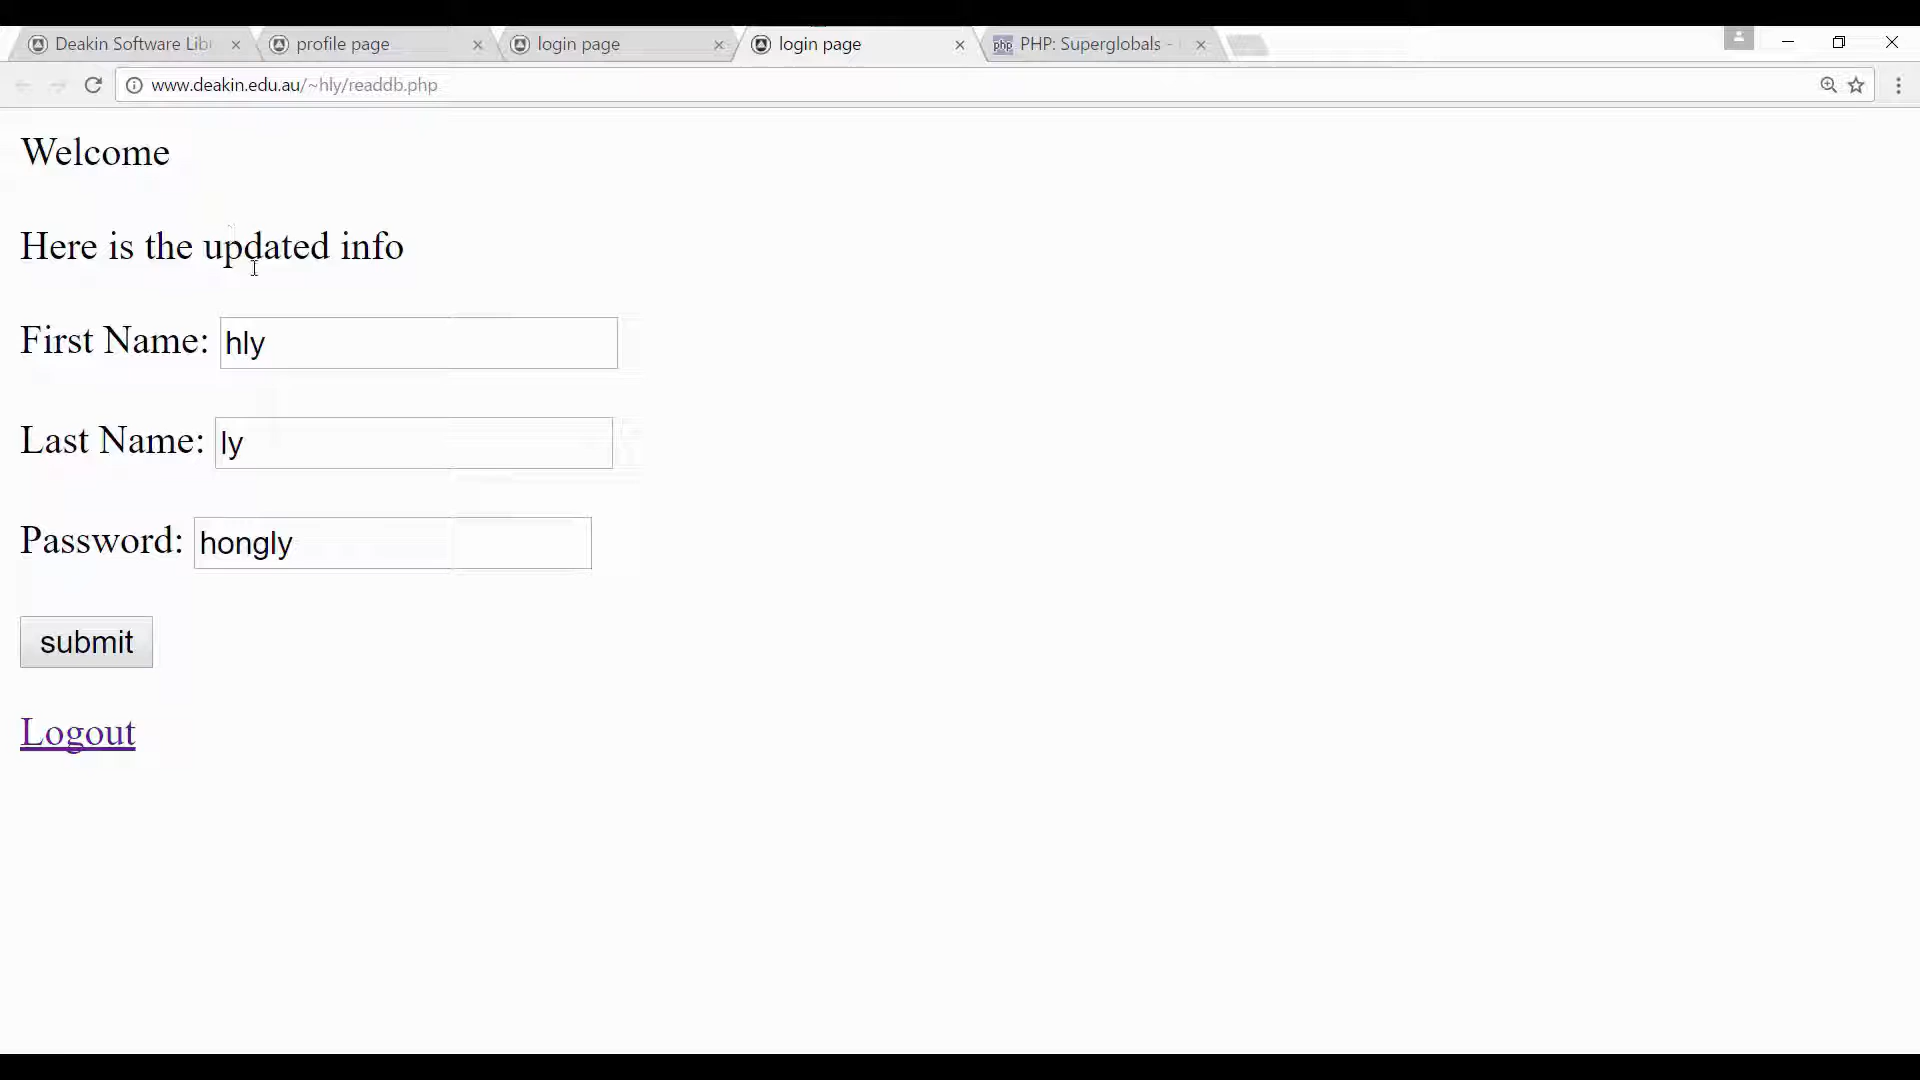 Deakin Software Lib
profile page
login page
login page
PHP: Superglobals -
www.deakin.edu.au/~hly/readdb.php
Welcome
Here is the updated info
First Name: hly
Last Name: ly
Password: hongly
submit
Logout